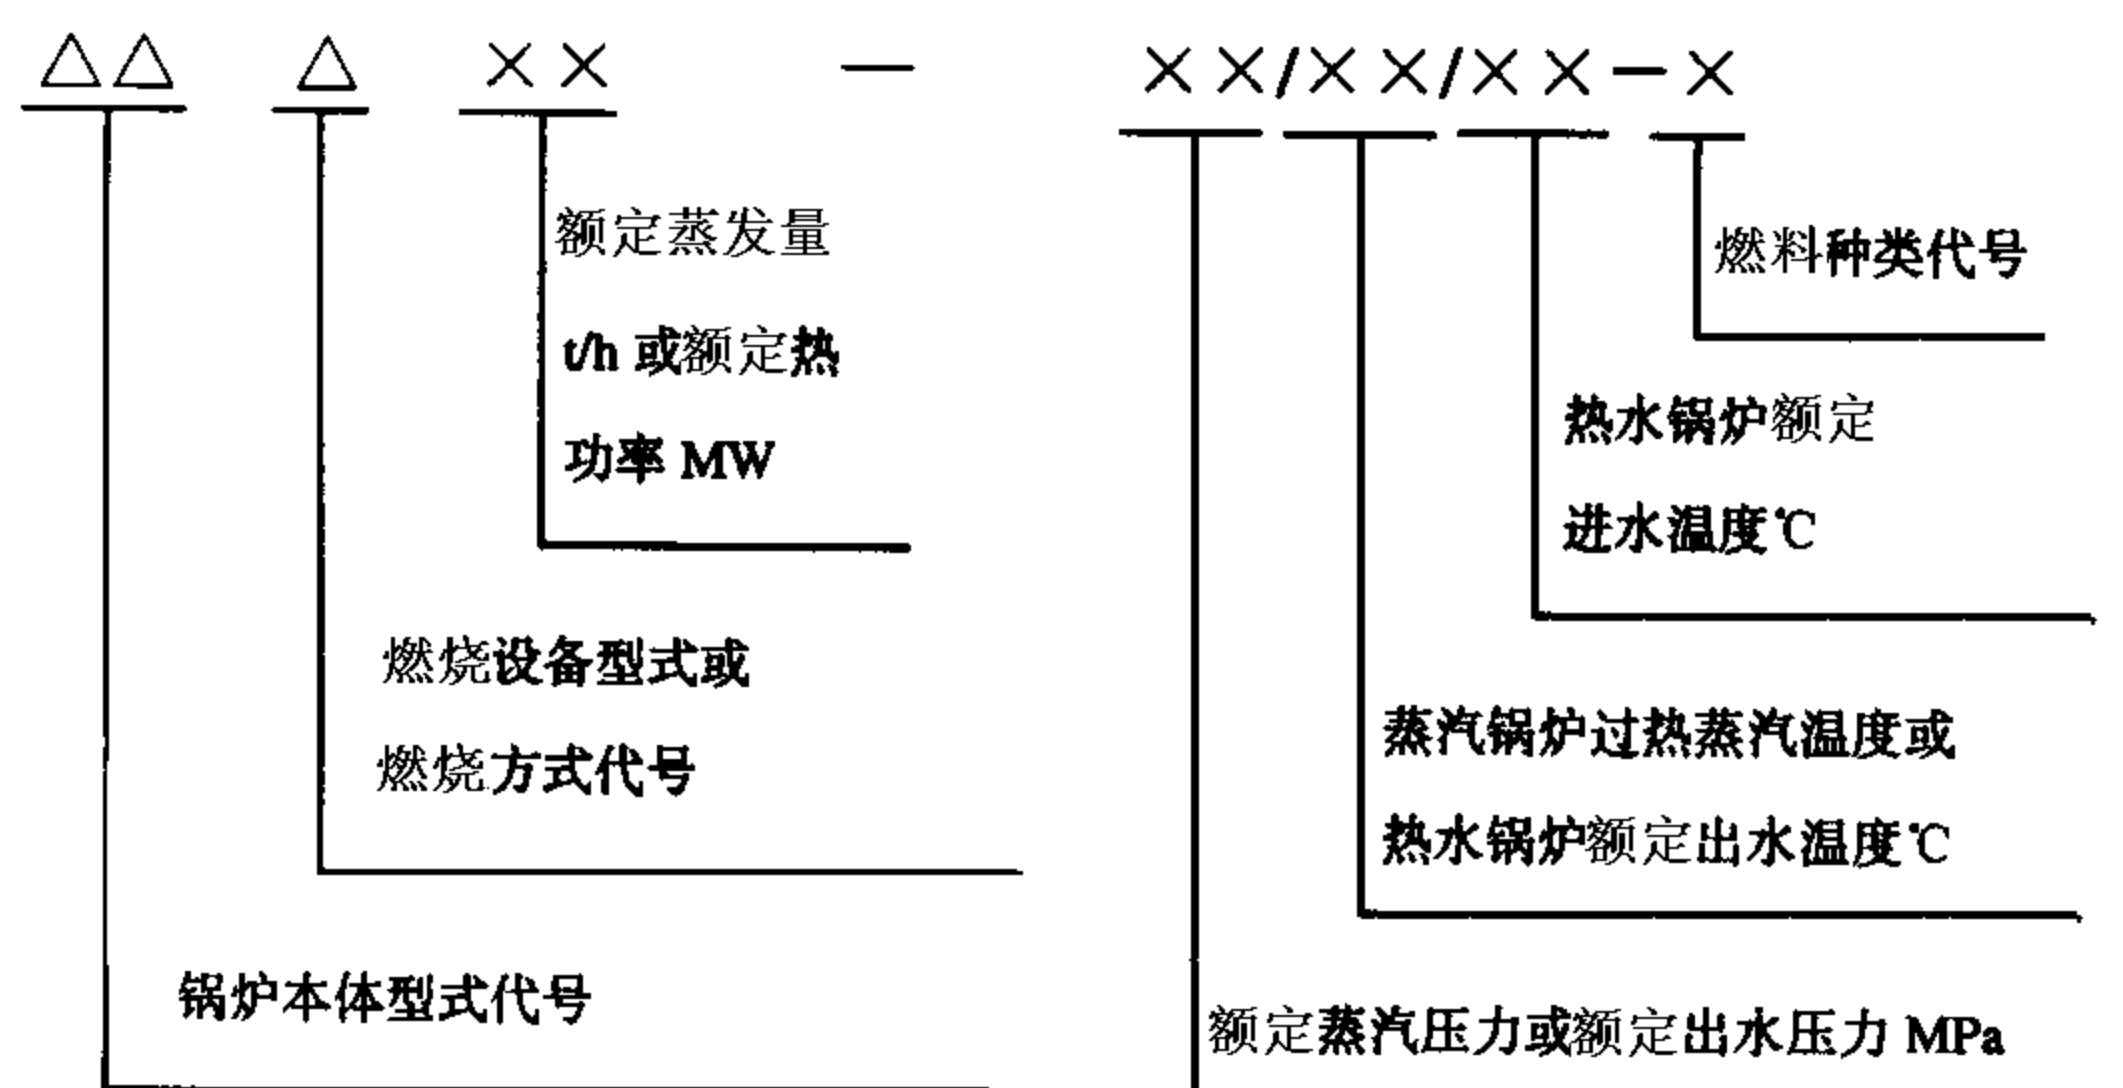 △△ △ ×× — ××/××/××-×
额定蒸发量
t/h 或额定热
功率 MW
燃烧设备型式或
燃烧方式代号
锅炉本体型式代号
燃料种类代号
热水锅炉额定
进水温度℃
蒸汽锅炉过热蒸汽温度或
热水锅炉额定出水温度℃
额定蒸汽压力或额定出水压力 MPa